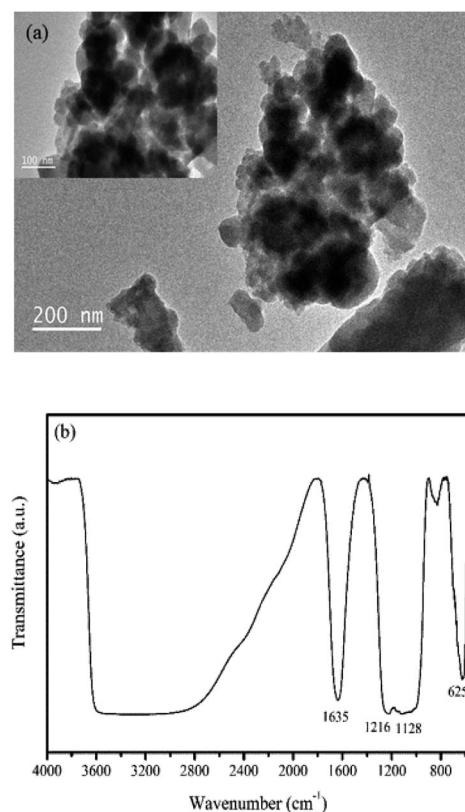 (a)
100 nm
200 nm
(b)
Transmittance (a.u.)
1635
1216 1128
625
4000 3600 3200 2800 2400 2000 1600 1200 800
Wavenumber (cm⁻¹)